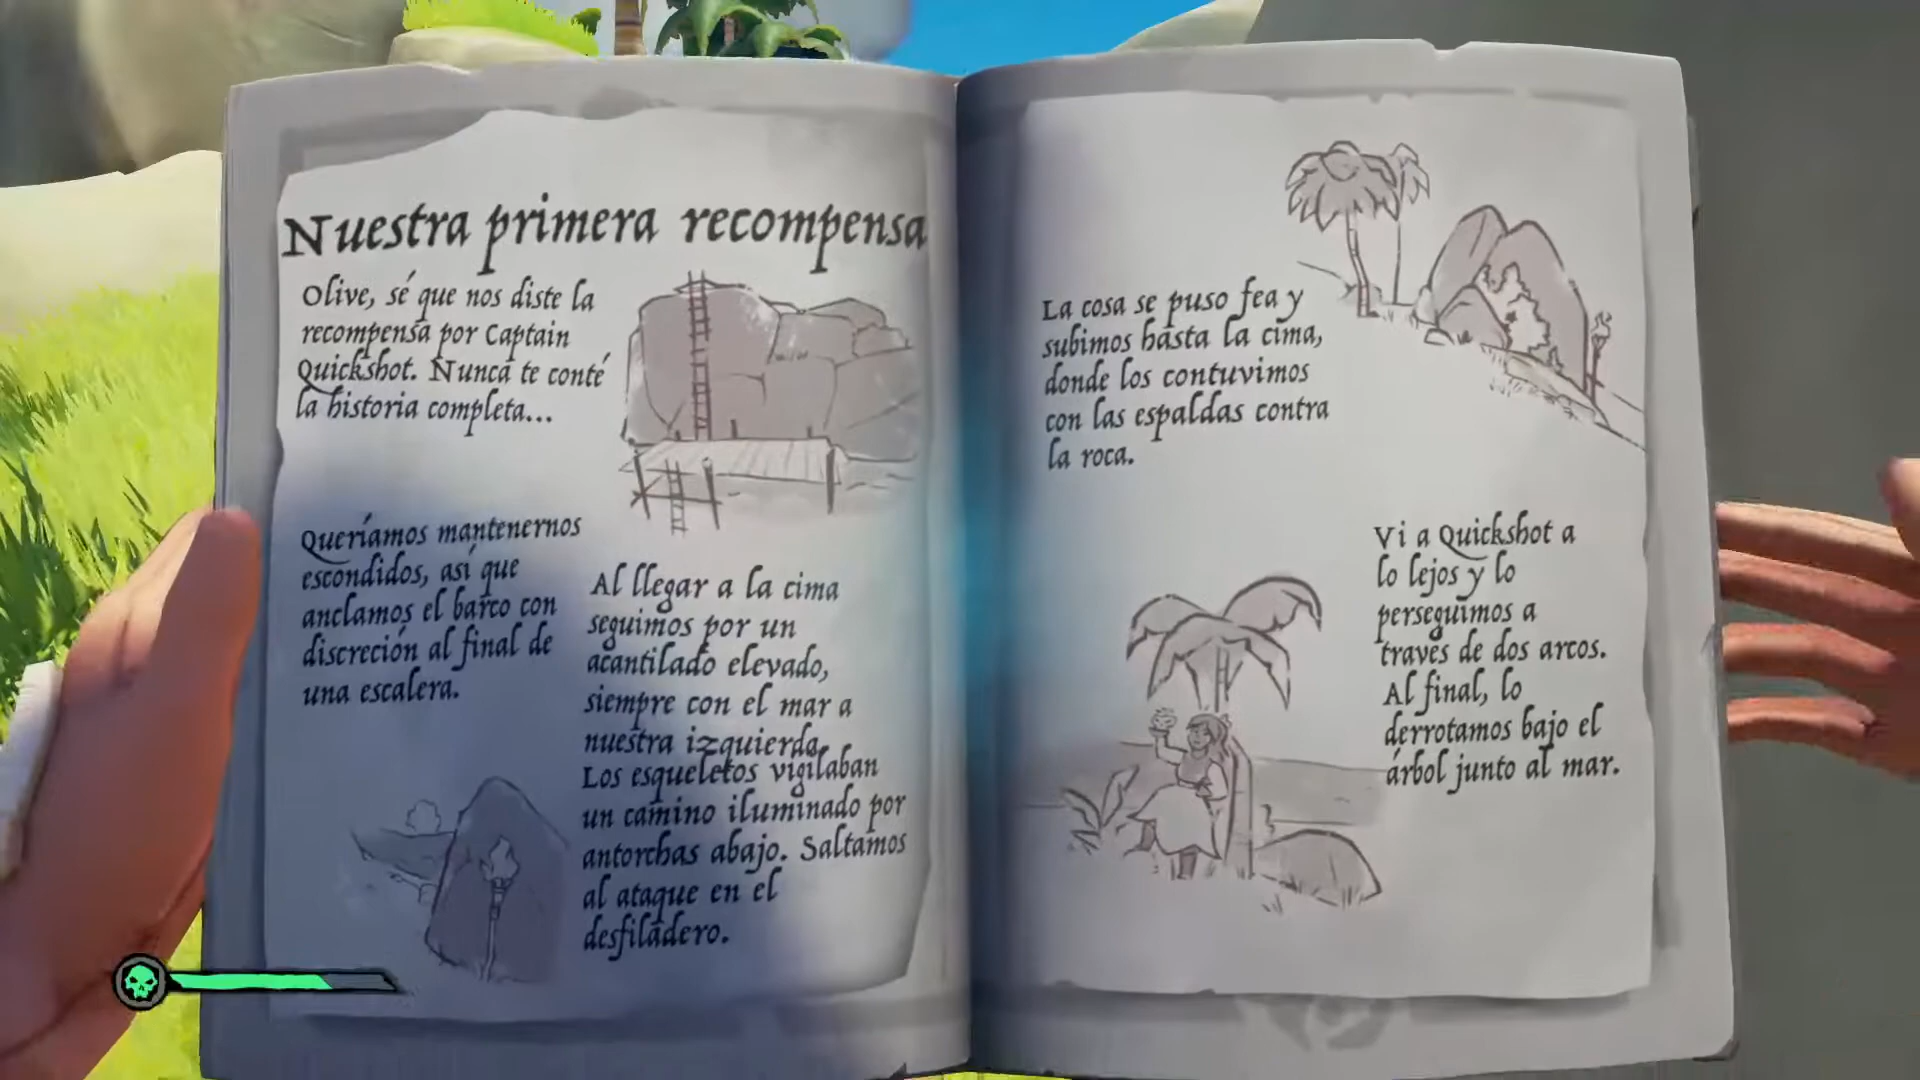 Nuestra primera recompensa
Olive, sé que nos diste la
recompensa por Captain
Quickshot. Nunca te conté
la historia completa...
Queríamos mantenernos
escondidos, así que
anclamos el barco con
discreción al final de
una escalera.
Al llegar a la cima
seguimos por un
acantilado elevado,
siempre con el mar a
nuestra izquierda.
Los esqueletos vigilaban
un camino iluminado por
antorchas abajo. Saltamos
al ataque en el
desfiladero.
La cosa se puso fea y
subimos hasta la cima,
donde los contuvimos
con las espaldas contra
la roca.
Vi a Quickshot a
lo lejos y lo
perseguimos a
través de dos arcos.
Al final, lo
derrotamos bajo el
árbol junto al mar.